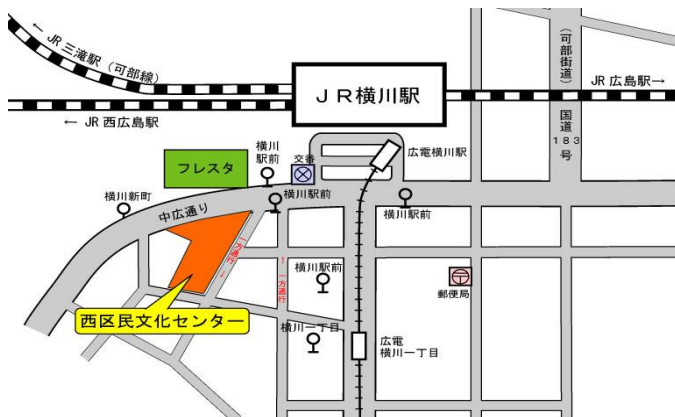 ← JR 三滝駅 (可部線)
JR横川駅
(可部街道)
JR 広島駅→
← JR 西広島駅
国道183号
横川
駅前
交番
広電横川駅
フレスタ
横川新町
中広通り
横川駅前
横川駅前
一方通行→
←一方通行
横川駅前
郵便局
西区民文化センター
横川一丁目
広電
横川一丁目